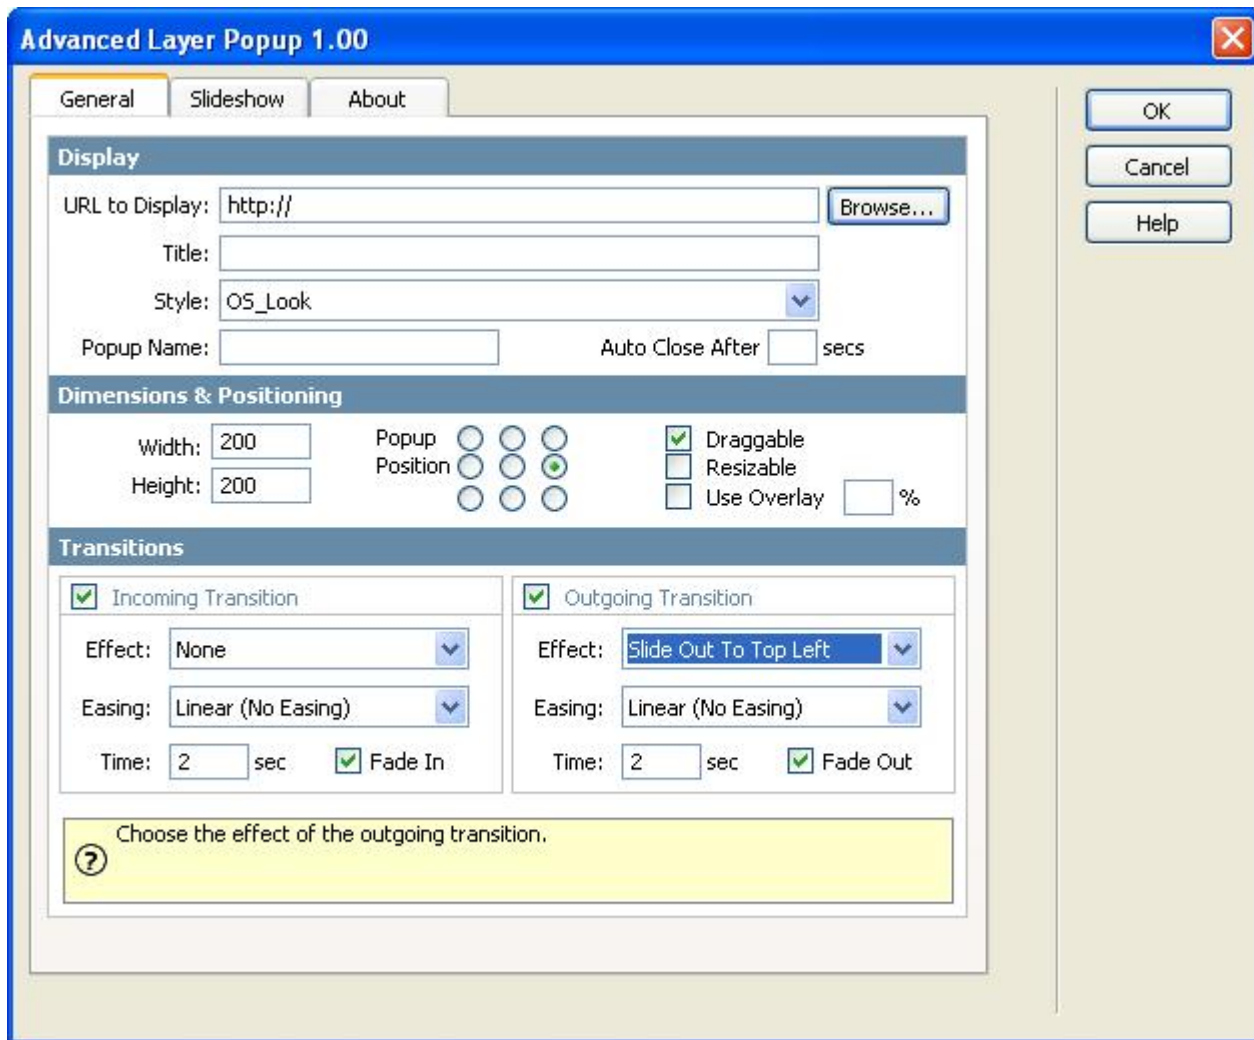 Advanced Layer Popup 1.00
General Slideshow About
OK
Cancel
Help
Display
URL to Display: http:// Browse...
Title:
Style: OS_Look
Popup Name: Auto Close After secs
Dimensions & Positioning
Width: 200
Height: 200
Popup
Position
Draggable
Resizable
Use Overlay %
Transitions
Incoming Transition
Effect: None
Easing: Linear (No Easing)
Time: 2 sec Fade In
Outgoing Transition
Effect: Slide Out To Top Left
Easing: Linear (No Easing)
Time: 2 sec Fade Out
? Choose the effect of the outgoing transition.